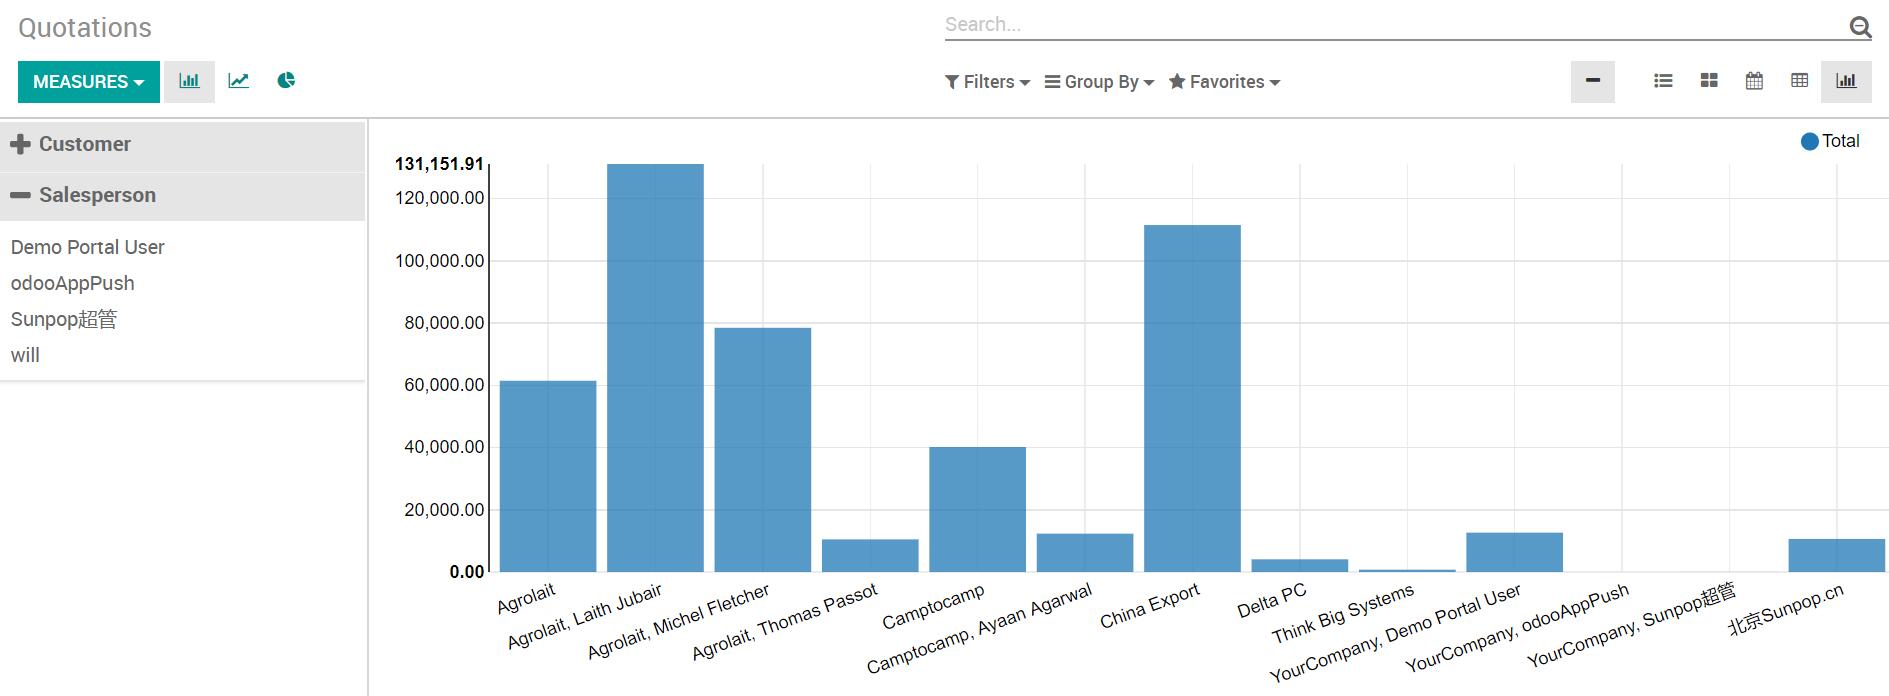 Quotations
Search...
MEASURES
Filters Group By Favorites
Customer
Salesperson
Demo Portal User
odooAppPush
Sunpop超管
will
Total
131,151.91
120,000.00
100,000.00
80,000.00
60,000.00
40,000.00
20,000.00
0.00
Agrolait
Agrolait, Laith Jubair
Agrolait, Michel Fletcher
Agrolait, Thomas Passot
Camptocamp
Camptocamp, Ayaan Agarwal
China Export
Delta PC
Think Big Systems
YourCompany, Demo Portal User
YourCompany, odooAppPush
YourCompany, Sunpop超管
北京Sunpop.cn